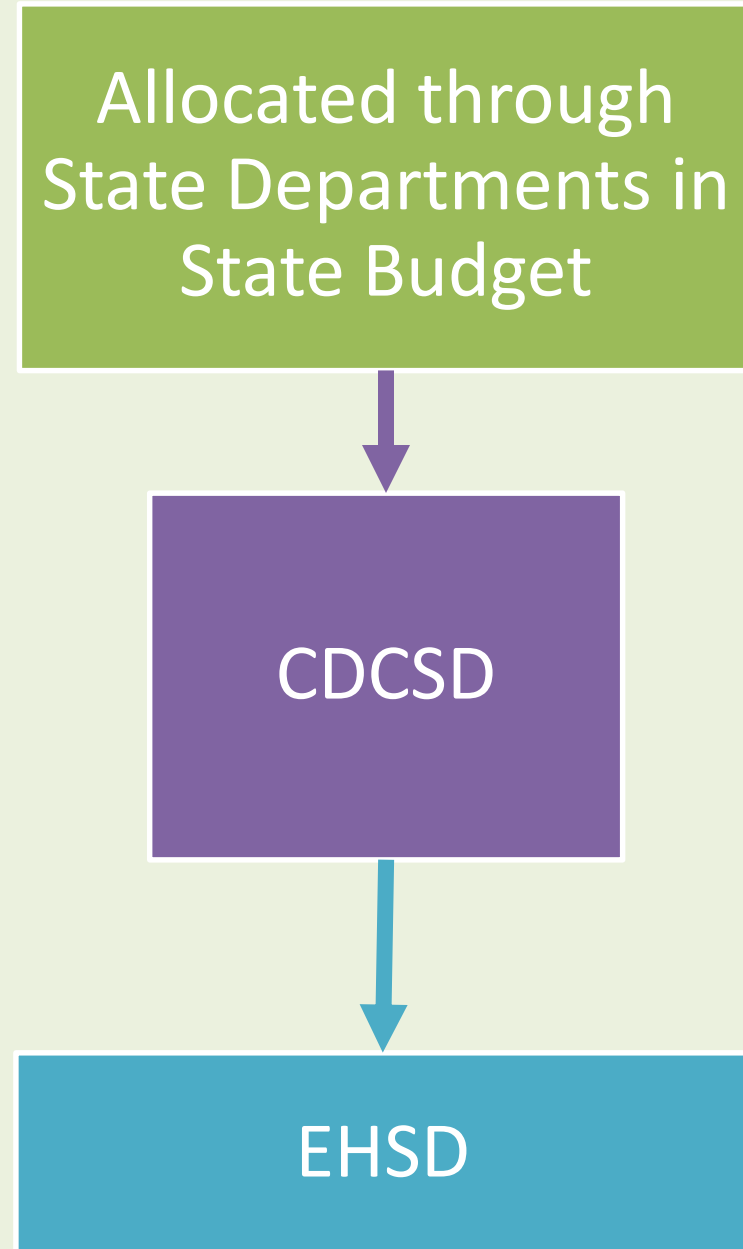 Allocated through
State Departments in
State Budget
CDCSD
EHSD